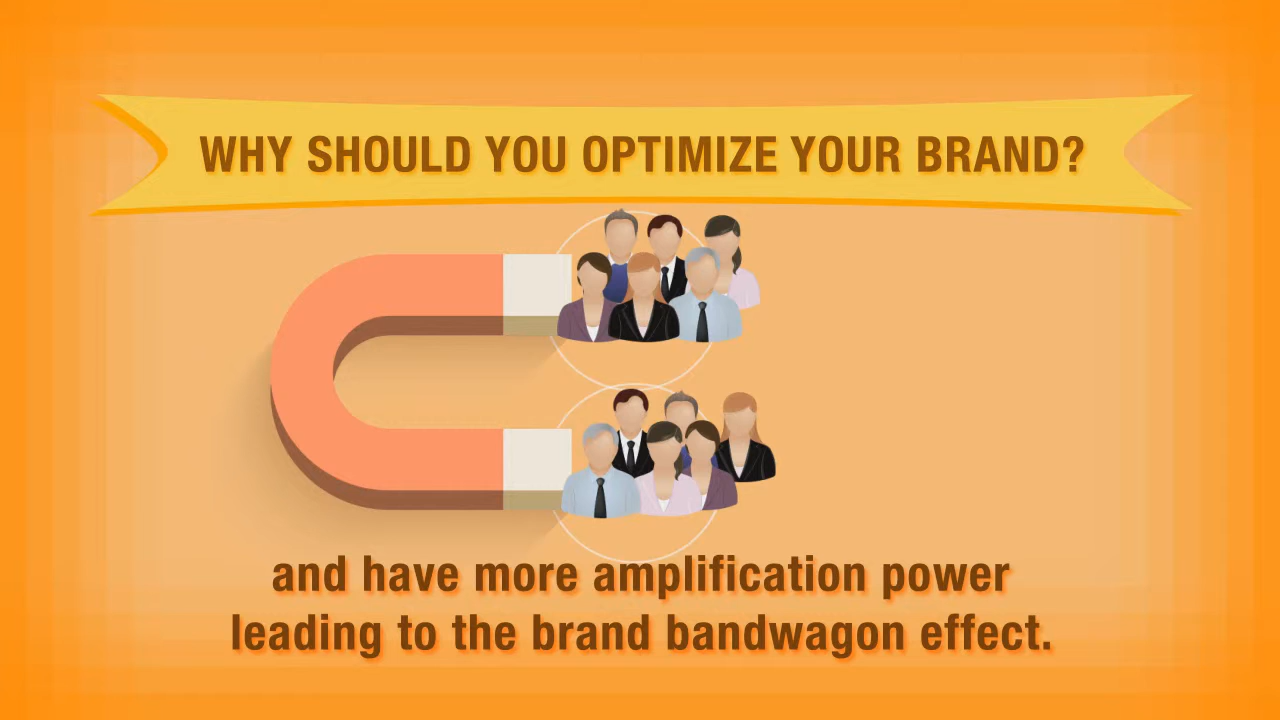 WHY SHOULD YOU OPTIMIZE YOUR BRAND?
and have more amplification power
leading to the brand bandwagon effect.